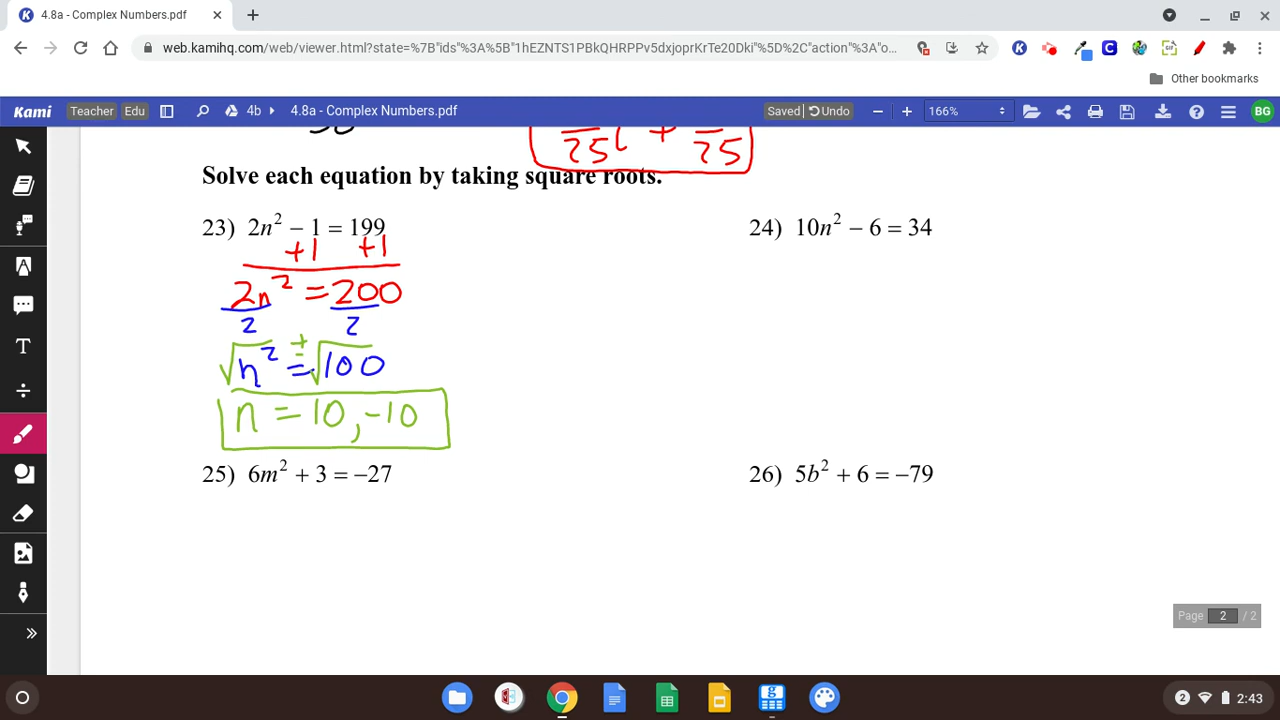 4.8a - Complex Numbers.pdf
web.kamihq.com/web/viewer.html?state=%7B"ids"%3A%5B"1hEZNTS1PBkQHRPPv5dxjoprKrTe20Dki"%5D%2C"action"%3A"o...
Other bookmarks
Kami Teacher Edu 4b 4.8a - Complex Numbers.pdf Saved Undo 166% BG
25 i + 25
Solve each equation by taking square roots.
23) 2n² − 1 = 199
+1 +1
2n² = 200
2 2
√n² = ±√100
n = 10, -10
24) 10n² − 6 = 34
25) 6m² + 3 = −27
26) 5b² + 6 = −79
Page 2 / 2
2 2:43